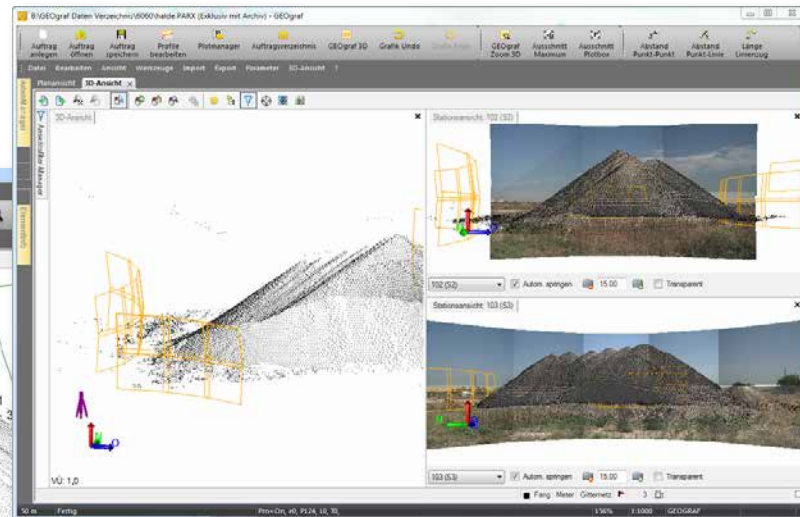 B:\GEOgraf Daten Verzeichnis\6060\halde.PARX (Exklusiv mit Archiv) - GEOgraf
Auftrag anlegen
Auftrag öffnen
Auftrag speichern
Profile bearbeiten
Plotmanager
Auftragsverzeichnis
GEOgraf 3D
Grafik Undo
GEOgraf Zoom 3D
Ausschnitt Maximum
Ausschnitt Plotbox
Abstand Punkt-Punkt
Abstand Punkt-Linie
Länge Linienzug
Datei Bearbeiten Ansicht Werkzeuge Import Export Parameter 3D-Ansicht ?
Planansicht 3D-Ansicht
3D-Ansicht
Stationsansicht: 102 (S2)
102 (S2) Autom. springen 15.00 Transparent
Stationsansicht: 103 (S3)
103 (S3) Autom. springen 15.00 Transparent
VÜ: 1,0
Fang Meter Gitternetz 3
50 m Fertig 156% 1:1000 GEOGRAF